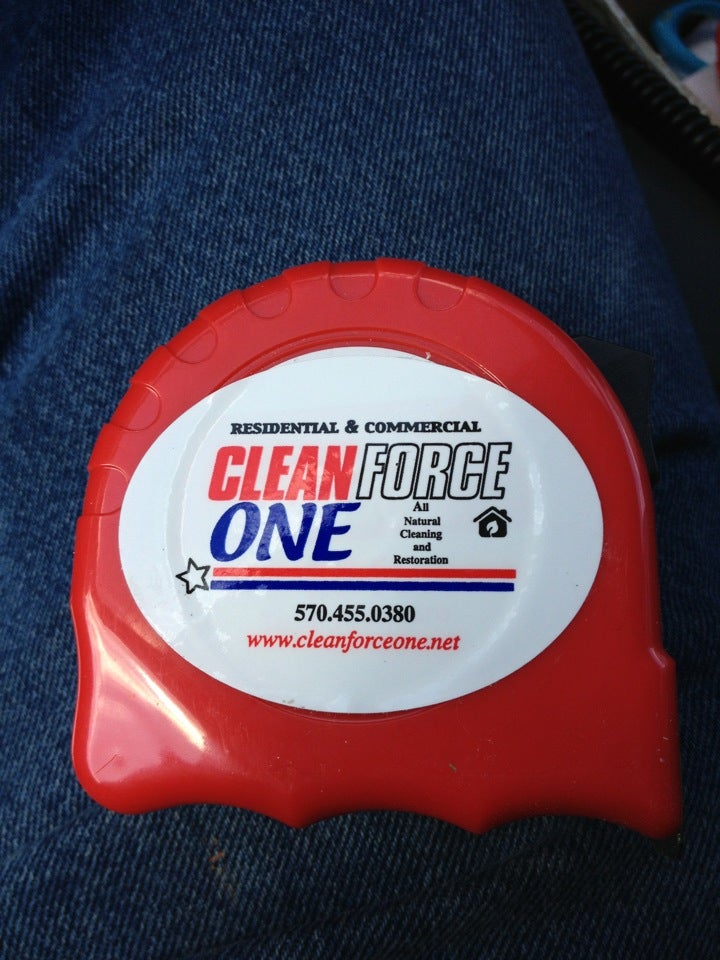 RESIDENTIAL & COMMERCIAL
CLEAN FORCE
ONE
All
Natural
Cleaning
and
Restoration
570.455.0380
www.cleanforceone.net